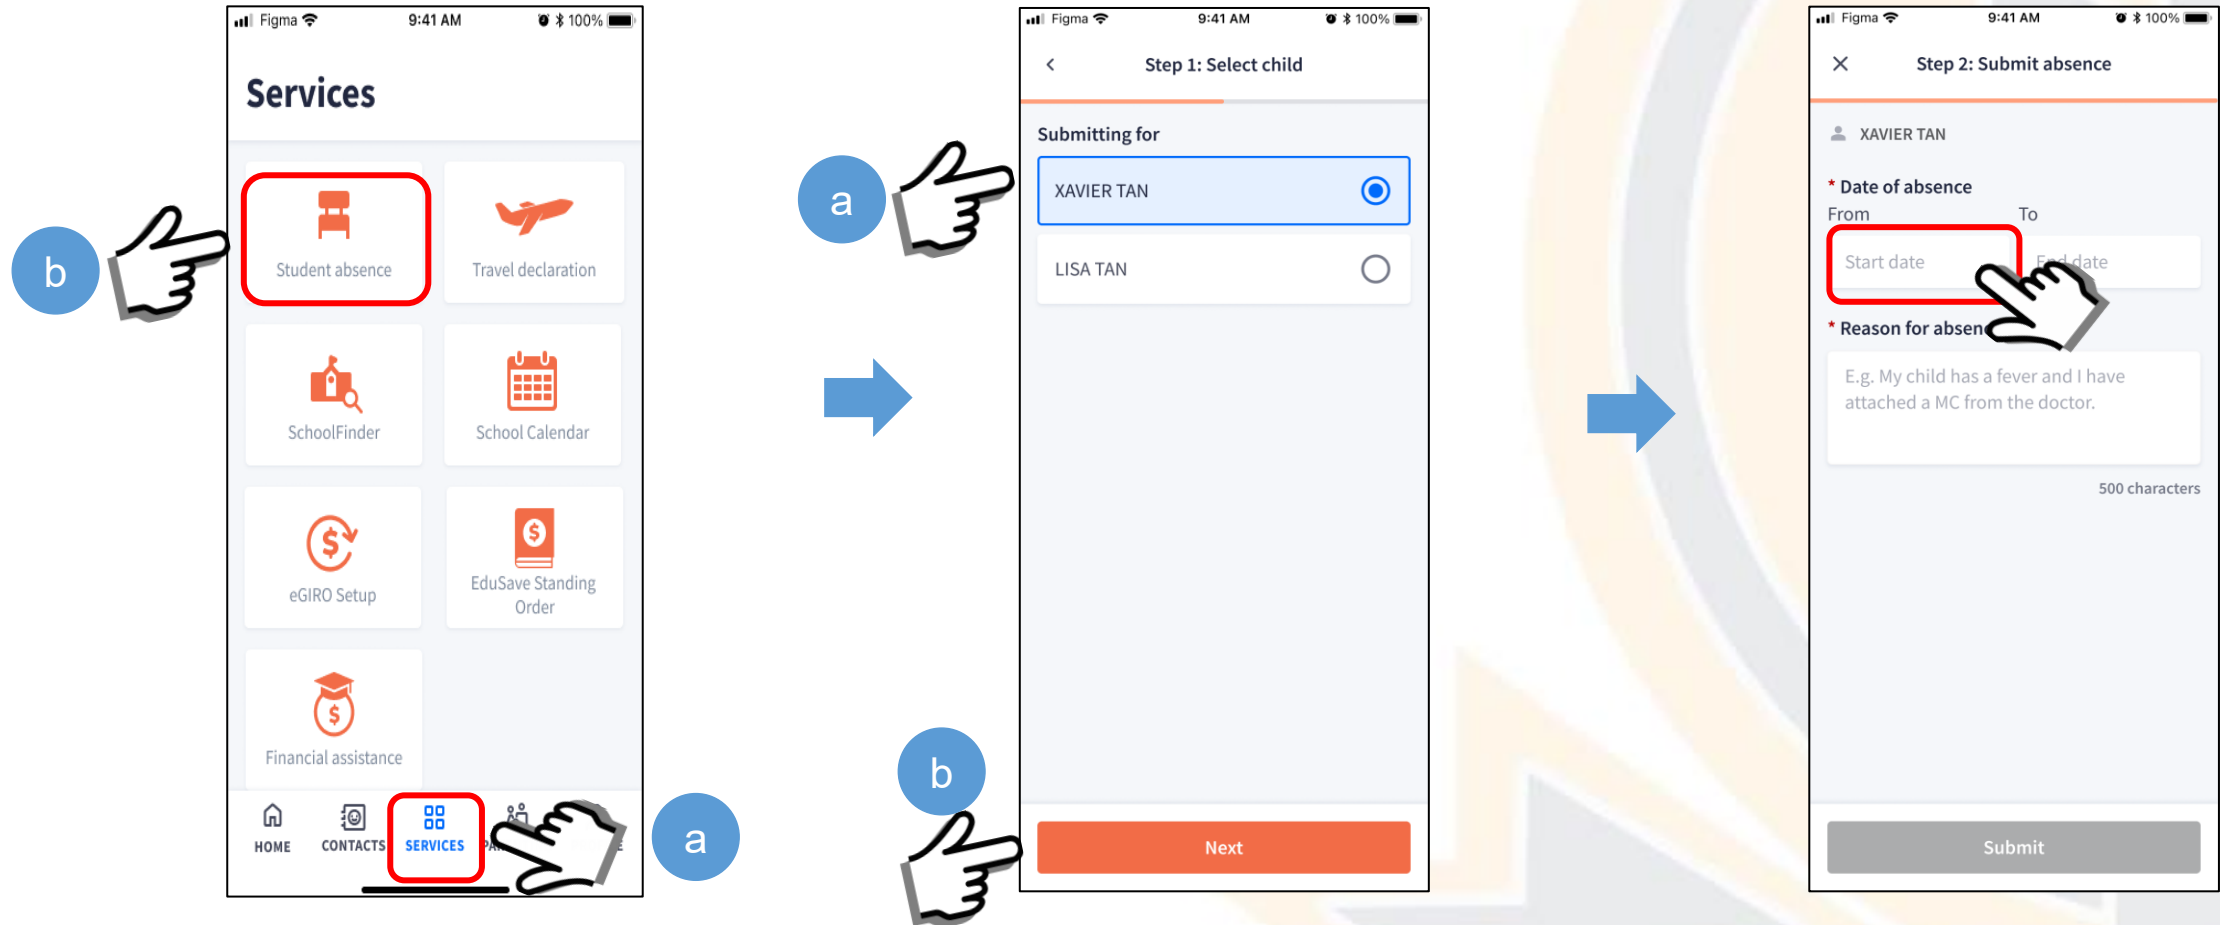 Figma 9:41 AM 100%
Services
b
Student absence
Travel declaration
SchoolFinder
School Calendar
$
eGIRO Setup
$
EduSave Standing
Order
$
Financial assistance
HOME
CONTACTS
SERVICES
a
Figma 9:41 AM 100%
Step 1: Select child
Submitting for
a
XAVIER TAN
LISA TAN
b
Next
Figma 9:41 AM 100%
Step 2: Submit absence
XAVIER TAN
* Date of absence
From To
Start date
End date
* Reason for absen
E.g. My child has a fever and I have
attached a MC from the doctor.
500 characters
Submit